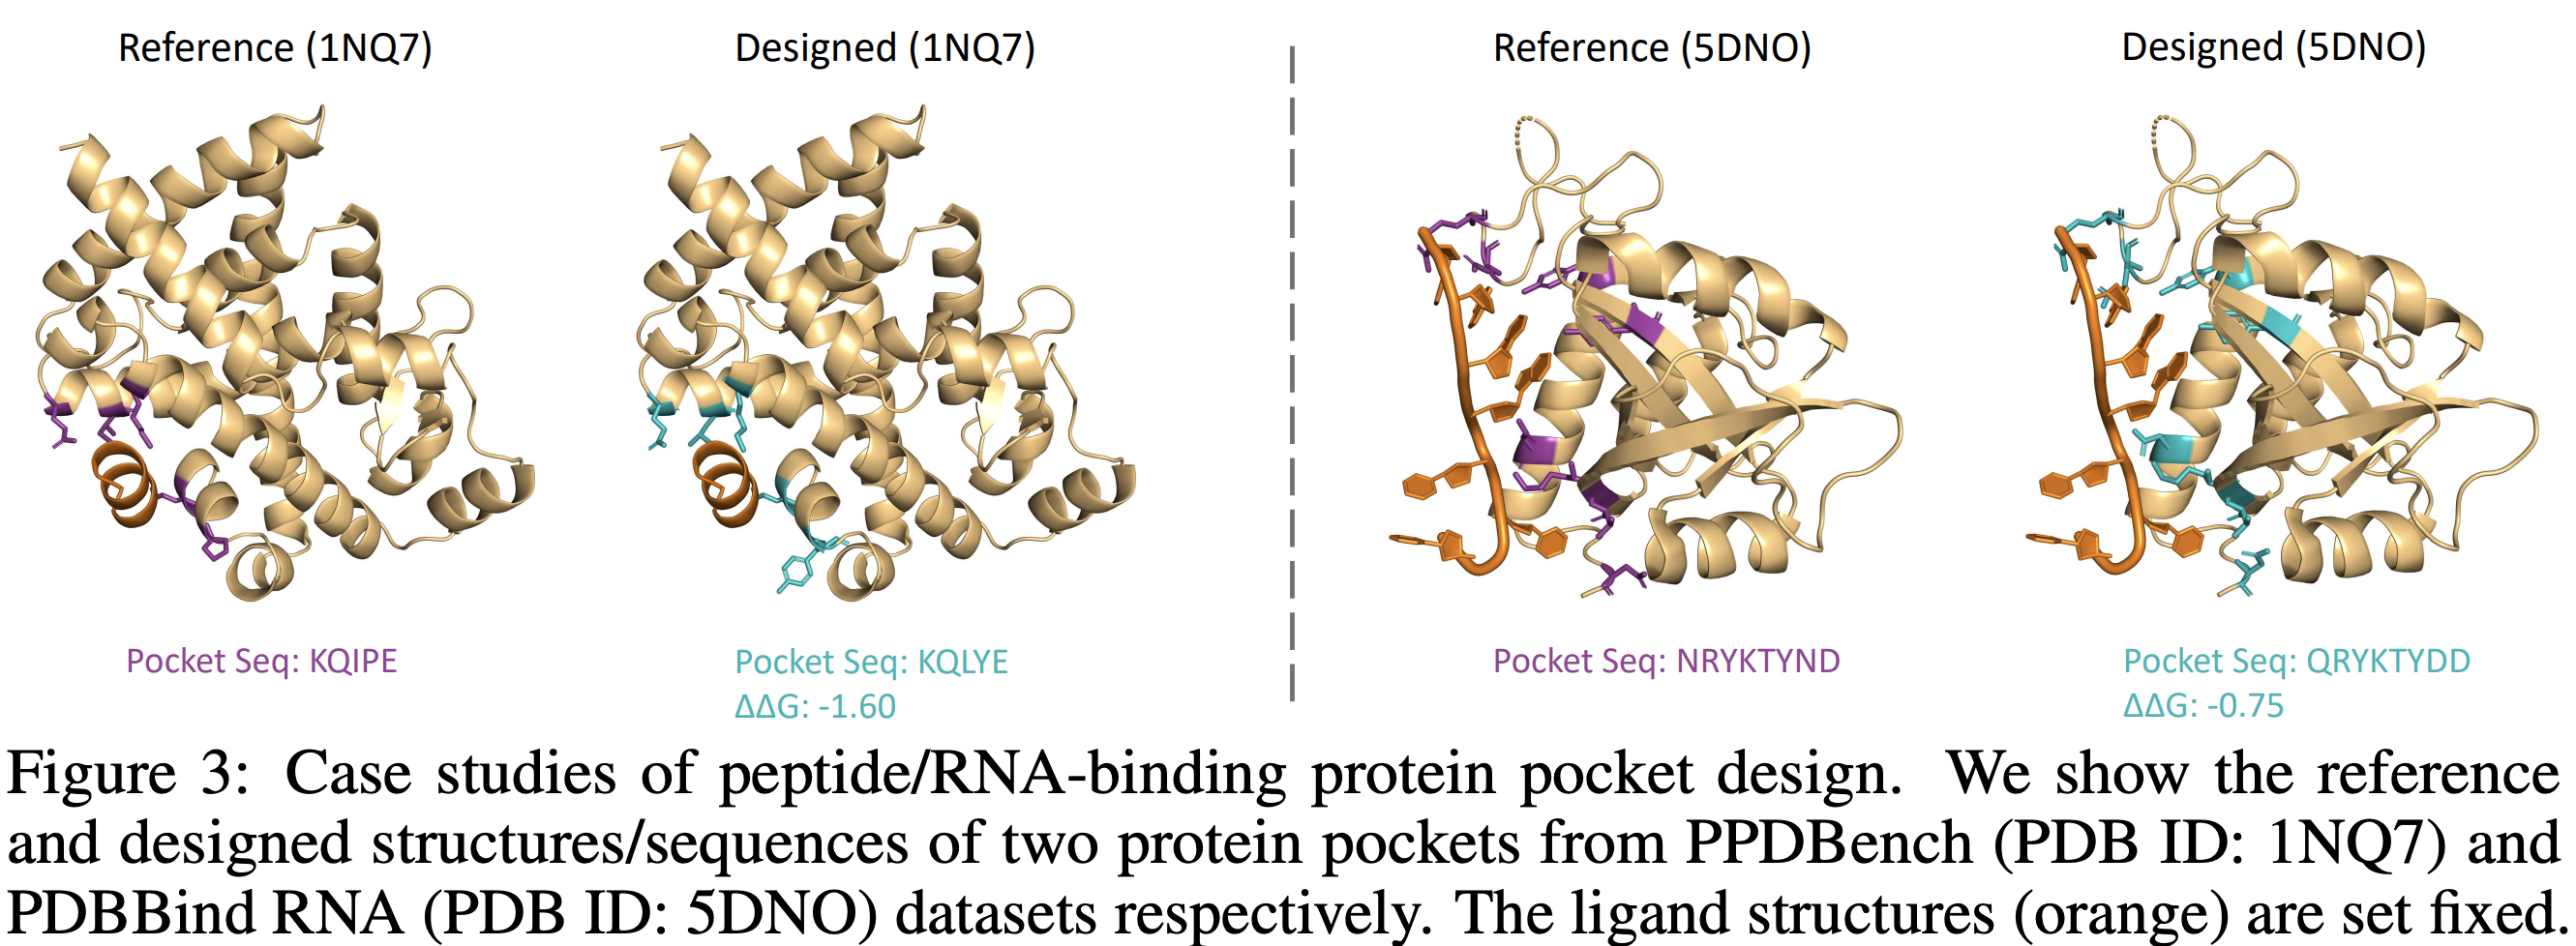 Reference (1NQ7)
Designed (1NQ7)
Reference (5DNO)
Designed (5DNO)
Pocket Seq: KQIPE
Pocket Seq: KQLYE
ΔΔG: -1.60
Pocket Seq: NRYKTYND
Pocket Seq: QRYKTYDD
ΔΔG: -0.75
Figure 3: Case studies of peptide/RNA-binding protein pocket design. We show the reference
and designed structures/sequences of two protein pockets from PPDBench (PDB ID: 1NQ7) and
PDBBind RNA (PDB ID: 5DNO) datasets respectively. The ligand structures (orange) are set fixed.